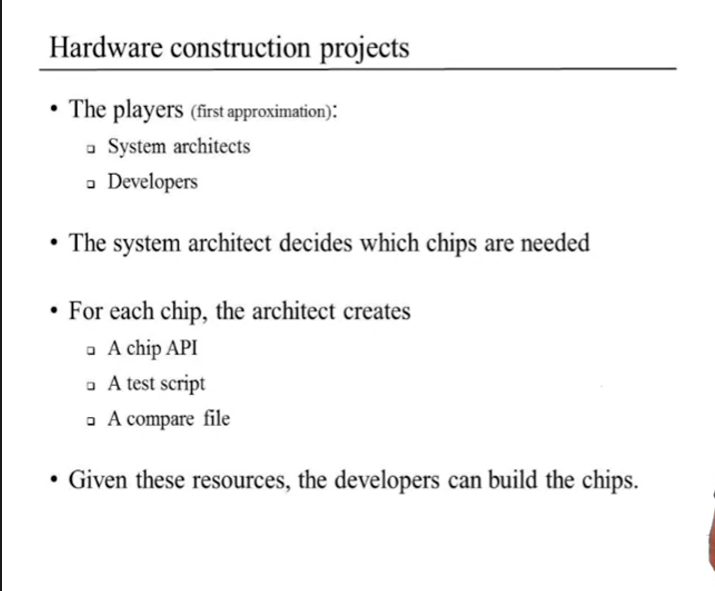 Hardware construction projects
• The players (first approximation):
▫ System architects
▫ Developers
• The system architect decides which chips are needed
• For each chip, the architect creates
▫ A chip API
▫ A test script
▫ A compare file
• Given these resources, the developers can build the chips.